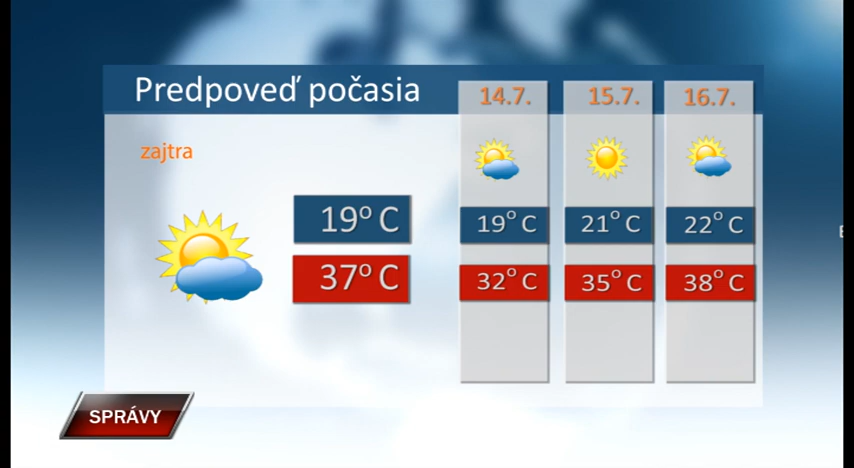 Predpoveď počasia
zajtra
19° C
37° C
14.7.
19° C
32° C
15.7.
21° C
35° C
16.7.
22° C
38° C
SPRÁVY